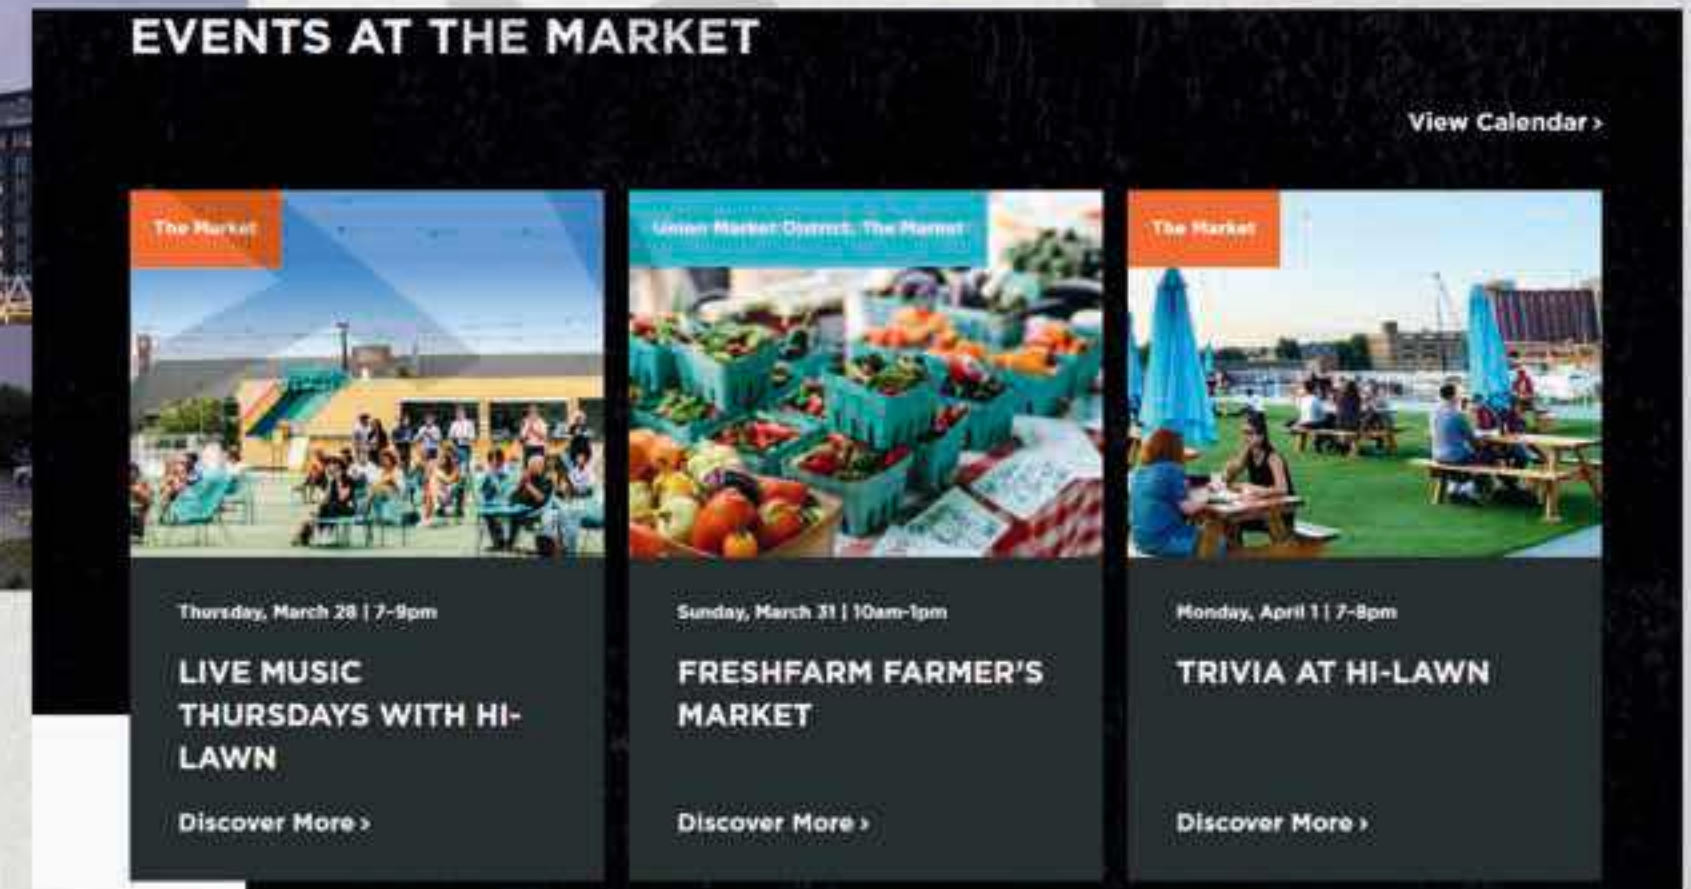 EVENTS AT THE MARKET
View Calendar ›
The Market
Union Market District, The Market
The Market
Thursday, March 28 | 7-9pm
LIVE MUSIC
THURSDAYS WITH HI-
LAWN
Discover More ›
Sunday, March 31 | 10am-1pm
FRESHFARM FARMER'S
MARKET
Discover More ›
Monday, April 1 | 7-8pm
TRIVIA AT HI-LAWN
Discover More ›